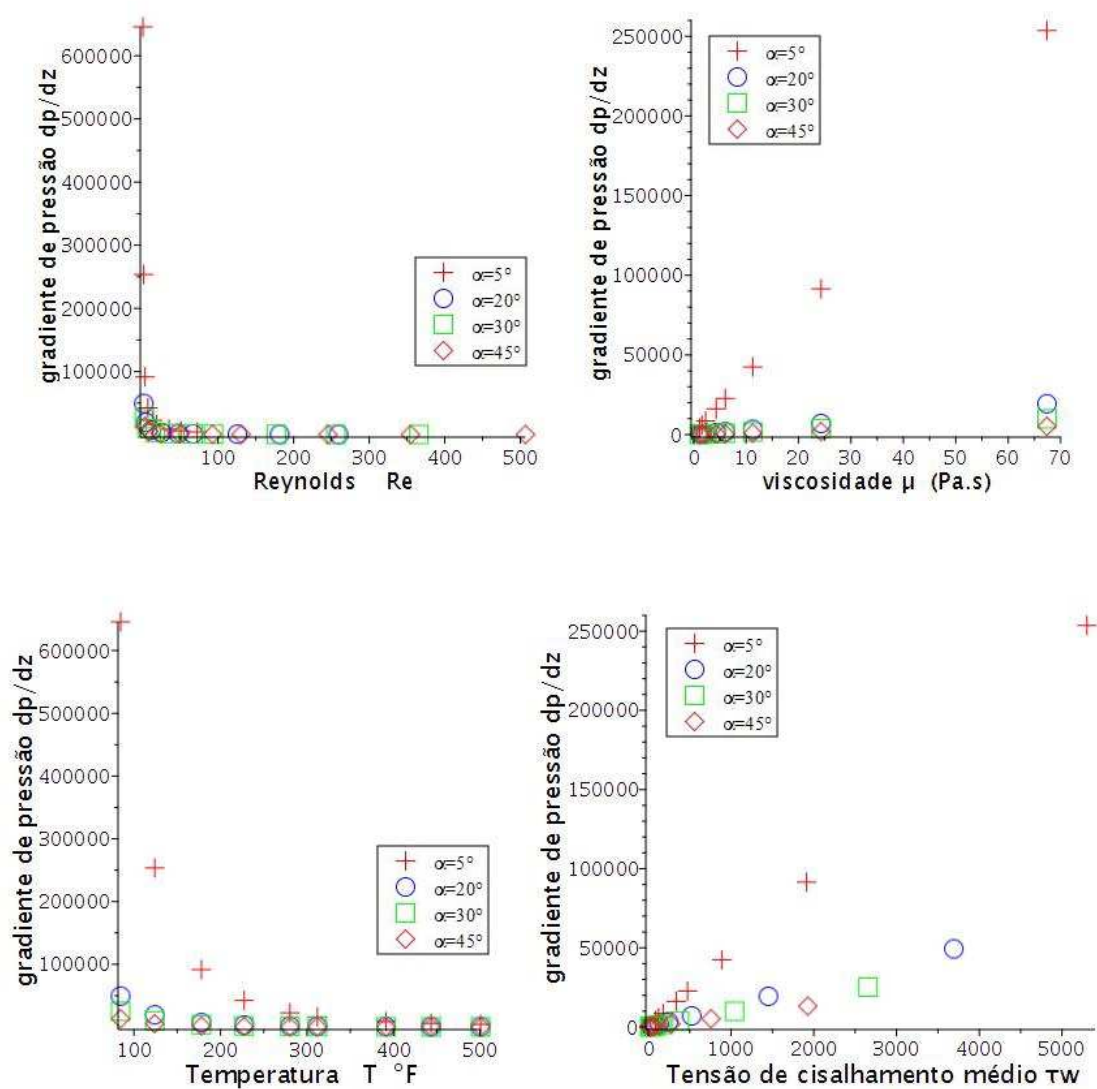 gradiente de pressão dp/dz
600000
500000
400000
300000
200000
100000
100 200 300 400 500
Reynolds Re
α=5°
α=20°
α=30°
α=45°
gradiente de pressão dp/dz
250000
200000
150000
100000
50000
0
0 10 20 30 40 50 60 70
viscosidade μ (Pa.s)
α=5°
α=20°
α=30°
α=45°
gradiente de pressão dp/dz
600000
500000
400000
300000
200000
100000
100 200 300 400 500
Temperatura T °F
α=5°
α=20°
α=30°
α=45°
gradiente de pressão dp/dz
250000
200000
150000
100000
50000
0
0 1000 2000 3000 4000 5000
Tensão de cisalhamento médio τw
α=5°
α=20°
α=30°
α=45°